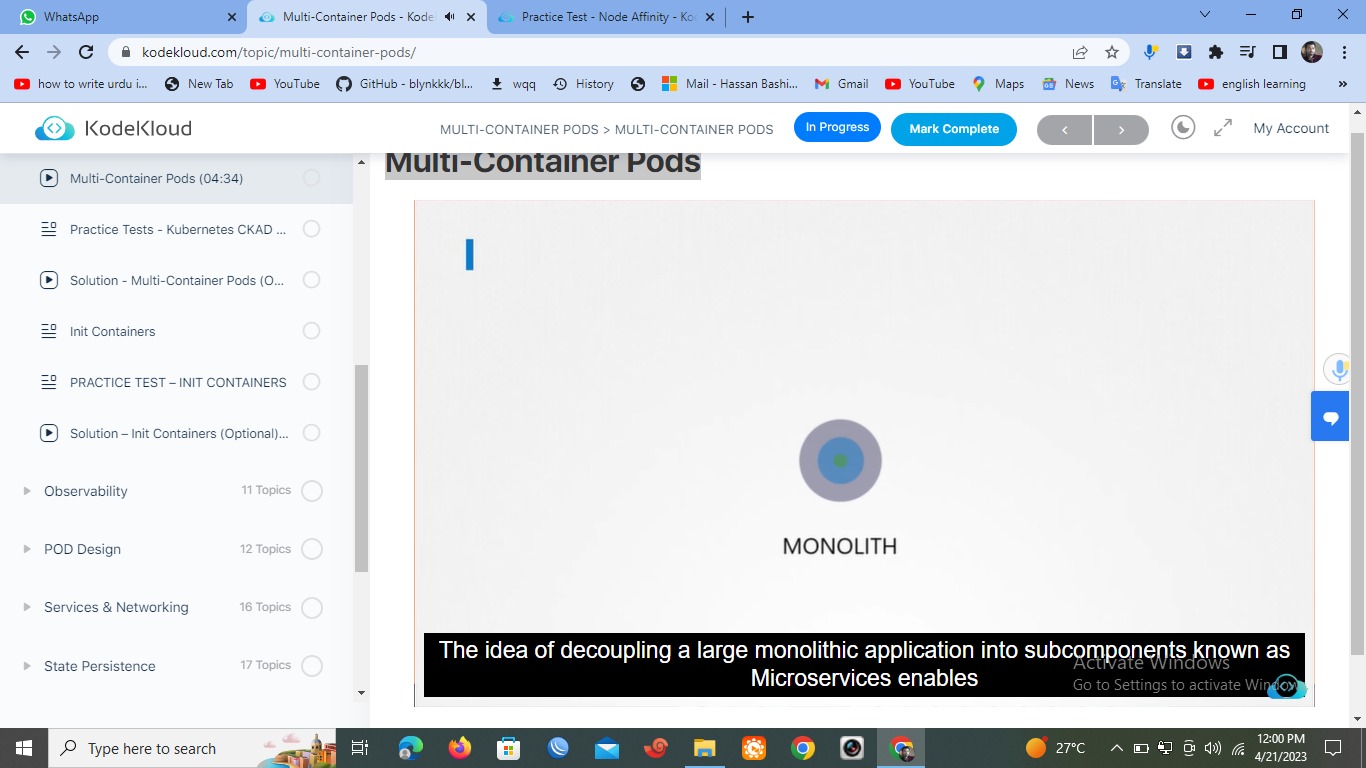 WhatsApp
Multi-Container Pods - Kodek
Practice Test - Node Affinity - Ko
kodekloud.com/topic/multi-container-pods/
how to write urdu i...
New Tab
YouTube
GitHub - blynkkk/bl...
wqq
History
Mail - Hassan Bashi...
Gmail
YouTube
Maps
News
Translate
english learning
KodeKloud
MULTI-CONTAINER PODS > MULTI-CONTAINER PODS
In Progress
Mark Complete
My Account
Multi-Container Pods (04:34)
Practice Tests - Kubernetes CKAD ...
Solution - Multi-Container Pods (O...
Init Containers
PRACTICE TEST – INIT CONTAINERS
Solution – Init Containers (Optional)...
Observability 11 Topics
POD Design 12 Topics
Services & Networking 16 Topics
State Persistence 17 Topics
Multi-Container Pods
MONOLITH
The idea of decoupling a large monolithic application into subcomponents known as
Microservices enables
Activate Windows
Go to Settings to activate Windows
Type here to search
27°C
12:00 PM
4/21/2023